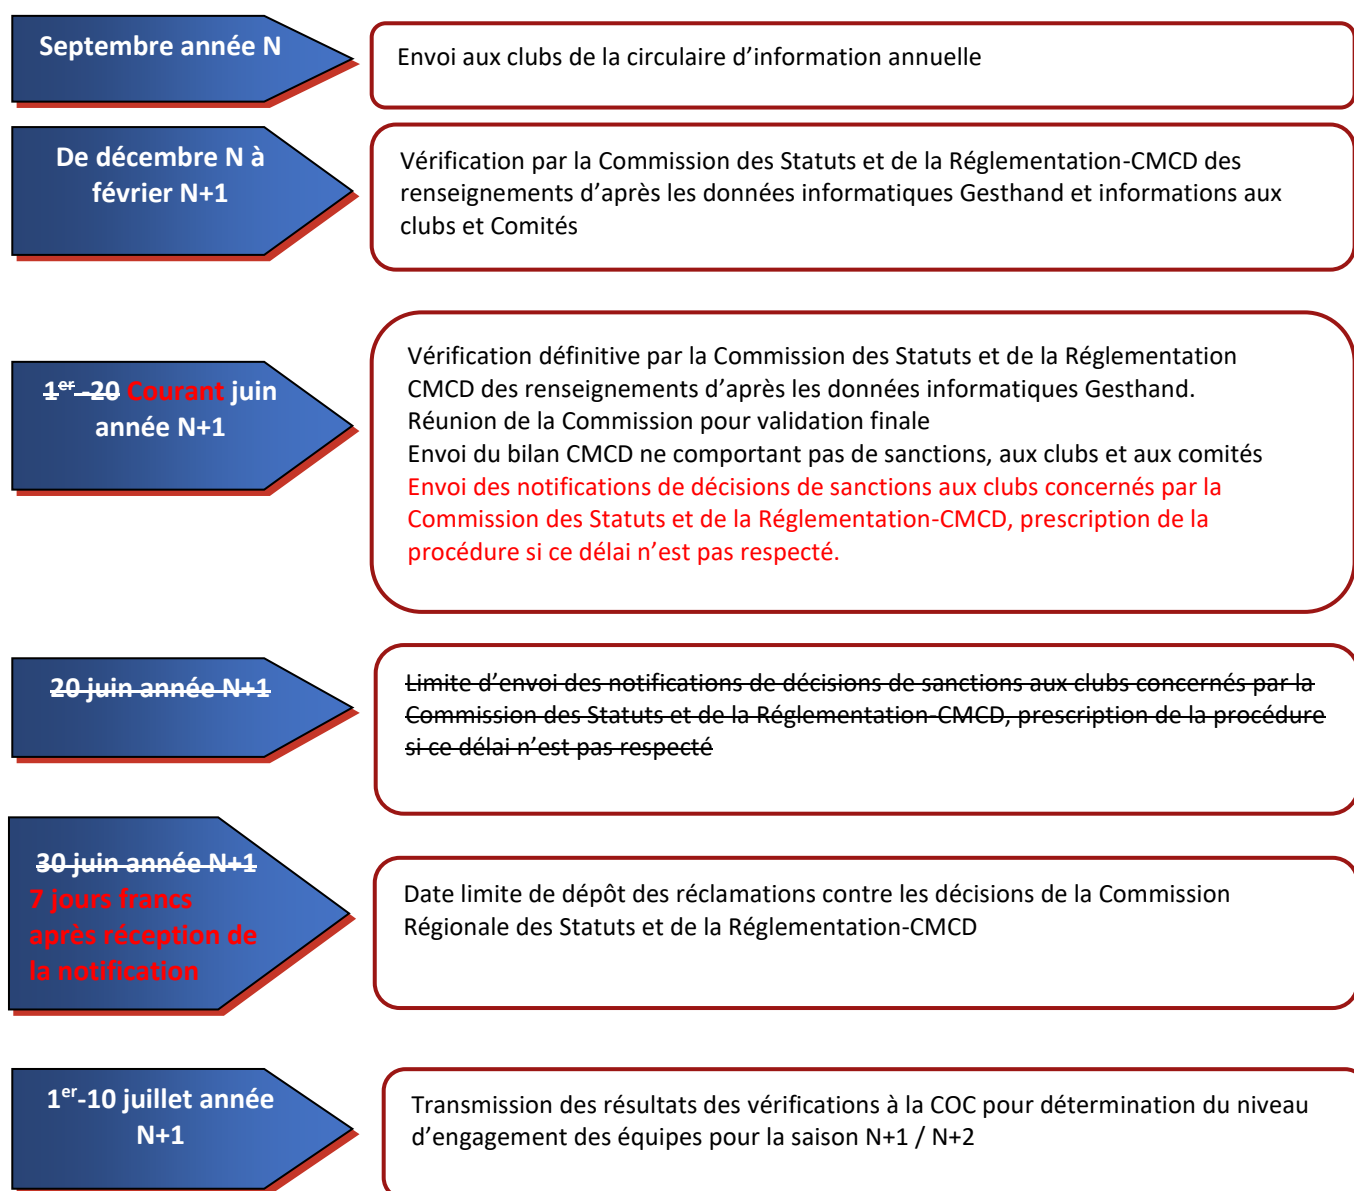 Septembre année N
Envoi aux clubs de la circulaire d’information annuelle
De décembre N à
février N+1
Vérification par la Commission des Statuts et de la Réglementation-CMCD des
renseignements d’après les données informatiques Gesthand et informations aux
clubs et Comités
1er -20 Courant juin
année N+1
Vérification définitive par la Commission des Statuts et de la Réglementation
CMCD des renseignements d’après les données informatiques Gesthand.
Réunion de la Commission pour validation finale
Envoi du bilan CMCD ne comportant pas de sanctions, aux clubs et aux comités
Envoi des notifications de décisions de sanctions aux clubs concernés par la
Commission des Statuts et de la Réglementation-CMCD, prescription de la
procédure si ce délai n’est pas respecté.
20 juin année N+1
Limite d’envoi des notifications de décisions de sanctions aux clubs concernés par la
Commission des Statuts et de la Réglementation-CMCD, prescription de la procédure
si ce délai n’est pas respecté
30 juin année N+1
7 jours francs
après réception de
la notification
Date limite de dépôt des réclamations contre les décisions de la Commission
Régionale des Statuts et de la Réglementation-CMCD
1er-10 juillet année
N+1
Transmission des résultats des vérifications à la COC pour détermination du niveau
d’engagement des équipes pour la saison N+1 / N+2